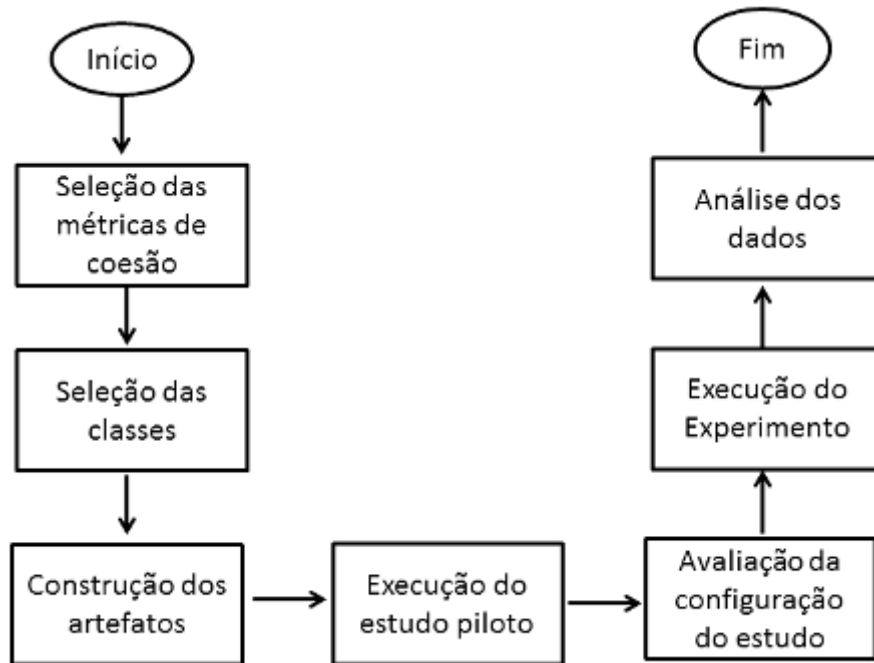 Início
Seleção das
métricas de
coesão
Seleção das
classes
Construção dos
artefatos
Execução do
estudo piloto
Avaliação da
configuração
do estudo
Execução do
Experimento
Análise dos
dados
Fim